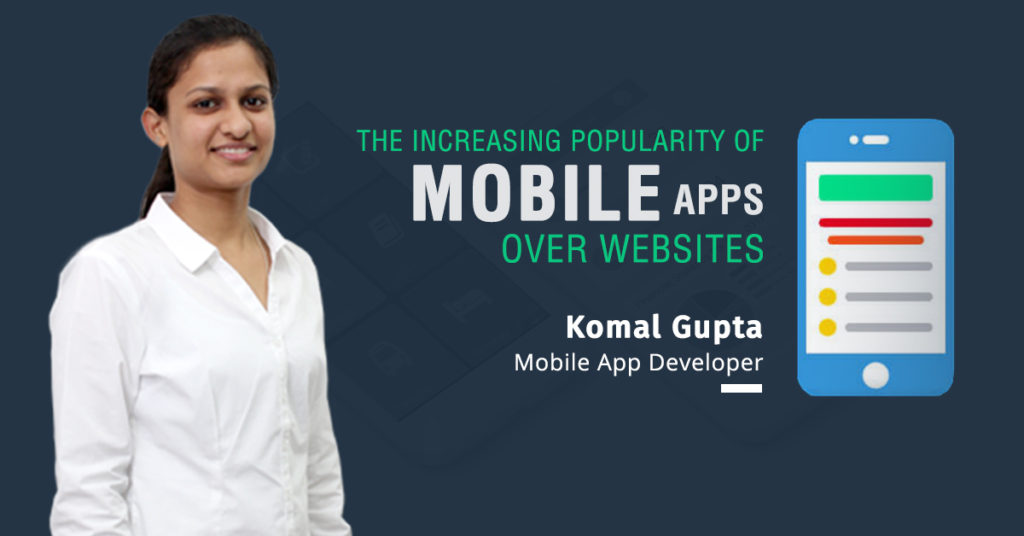 THE INCREASING POPULARITY OF
MOBILE APPS
OVER WEBSITES
Komal Gupta
Mobile App Developer